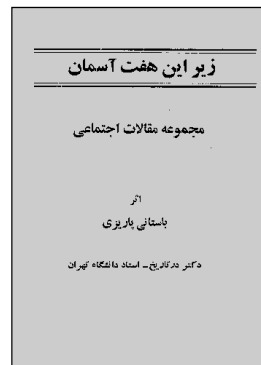 زیر این هفت آسمان
مجموعه مقالات اجتماعی
اثر
باستانی پاریزی
دکتر در تاریخ - استاد دانشگاه تهران